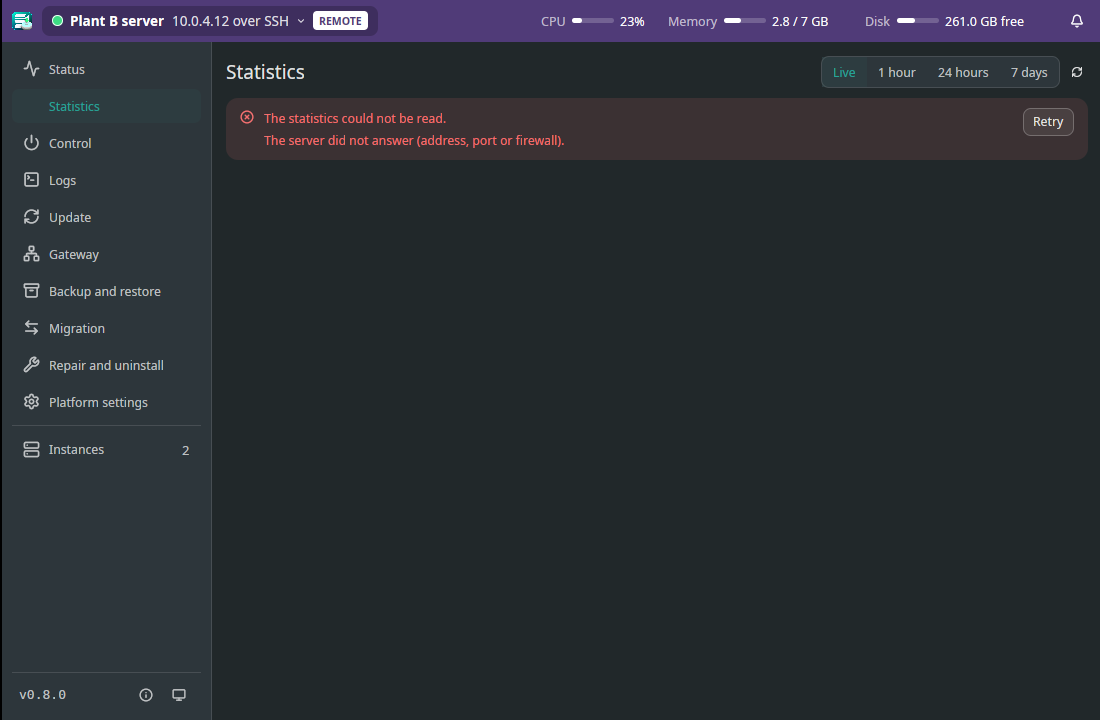 Plant B server 10.0.4.12 over SSH REMOTE CPU 23% Memory 2.8 / 7 GB Disk 261.0 GB free
Status
Statistics
Control
Logs
Update
Gateway
Backup and restore
Migration
Repair and uninstall
Platform settings
Instances 2
v0.8.0
Statistics
Live 1 hour 24 hours 7 days
The statistics could not be read.
The server did not answer (address, port or firewall).
Retry